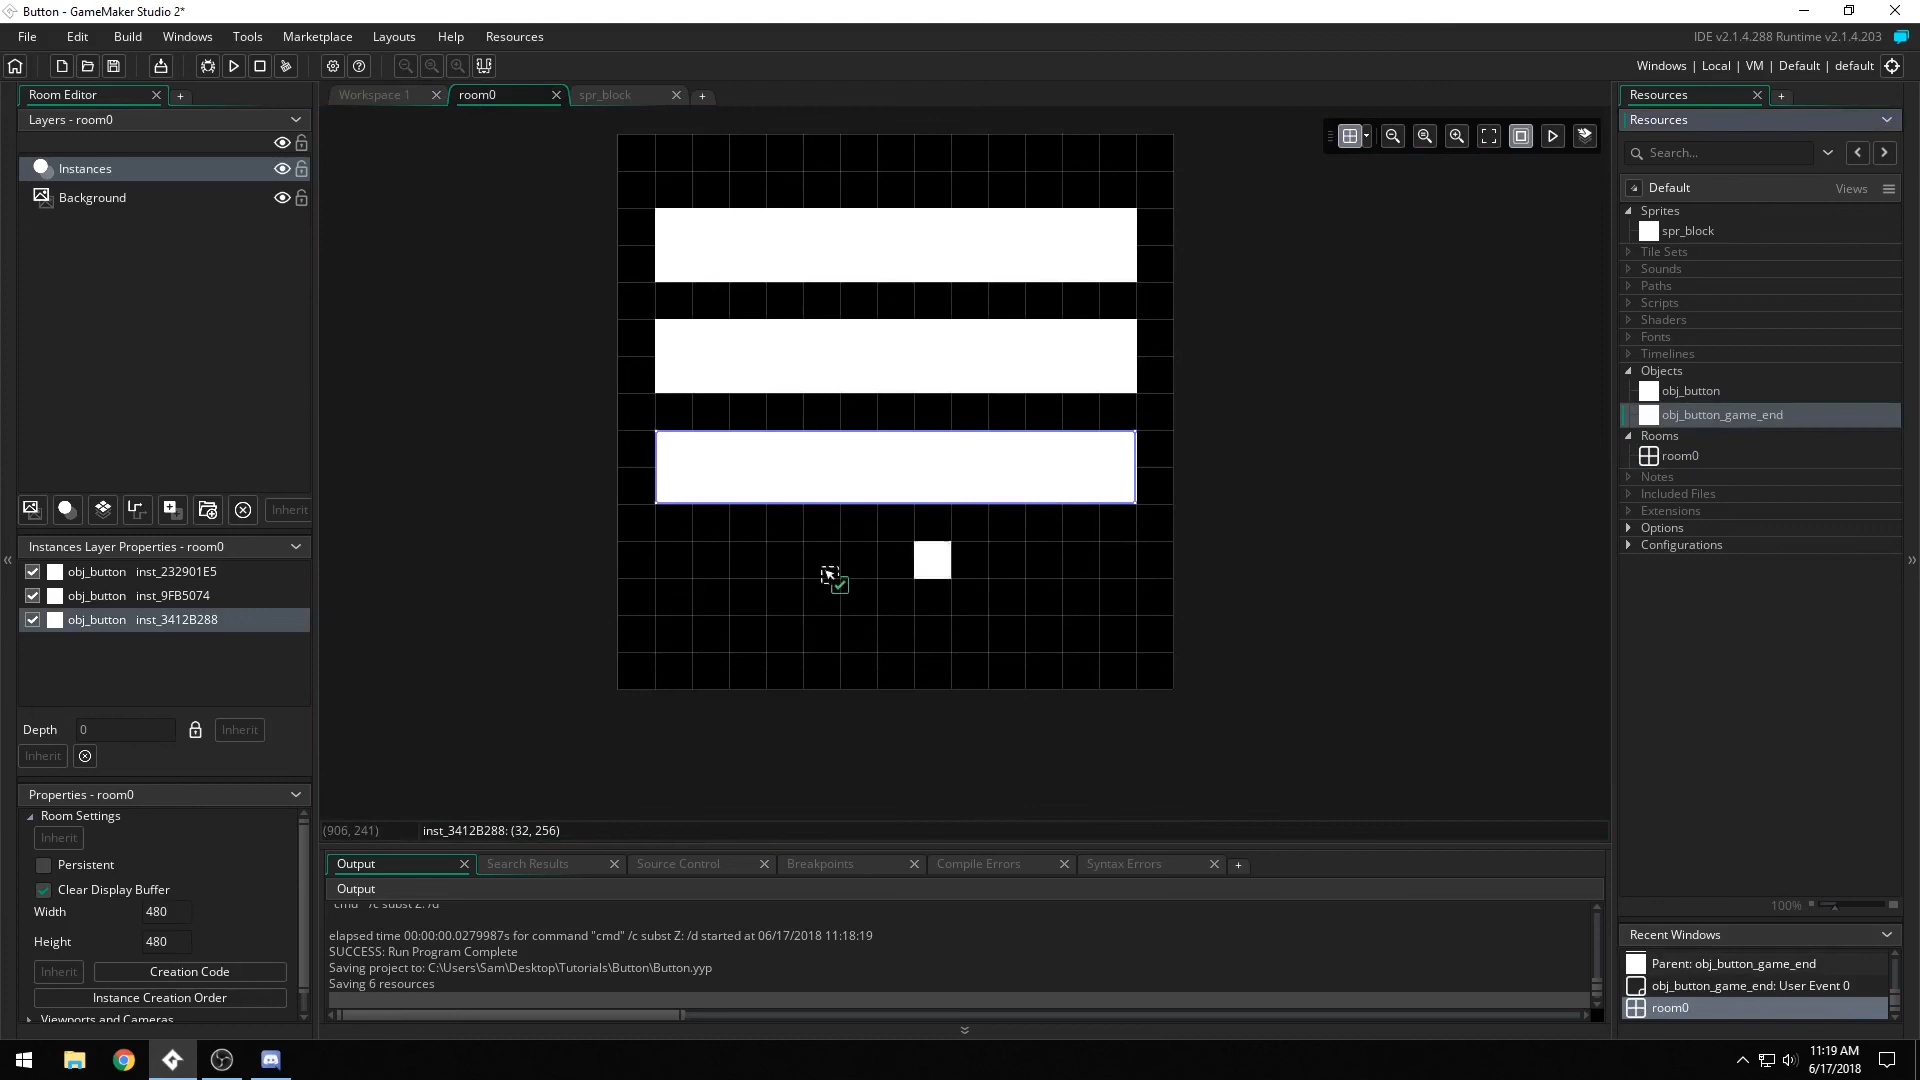 Button - GameMaker Studio 2*
File Edit Build Windows Tools Marketplace Layouts Help Resources
IDE v2.1.4.288 Runtime v2.1.4.203
Windows | Local | VM | Default | default
Room Editor
Workspace 1
room0
spr_block
Resources
Layers - room0
Resources
Instances
Background
Search...
Default
Views
Sprites
spr_block
Tile Sets
Sounds
Paths
Scripts
Shaders
Fonts
Timelines
Objects
obj_button
obj_button_game_end
Rooms
room0
Notes
Included Files
Extensions
Options
Configurations
Inherit
Instances Layer Properties - room0
obj_button inst_232901E5
obj_button inst_9FB5074
obj_button inst_3412B288
Depth 0 Inherit
Inherit
Properties - room0
Room Settings
Inherit
Persistent
Clear Display Buffer
Width 480
Height 480
Inherit Creation Code
Instance Creation Order
Viewports and Cameras
(906, 241) inst_3412B288: (32, 256)
Output Search Results Source Control Breakpoints Compile Errors Syntax Errors
Output
"cmd" /c subst Z: /d
elapsed time 00:00:00.0279987s for command "cmd" /c subst Z: /d started at 06/17/2018 11:18:19
SUCCESS: Run Program Complete
Saving project to: C:\Users\Sam\Desktop\Tutorials\Button\Button.yyp
Saving 6 resources
100%
Recent Windows
Parent: obj_button_game_end
obj_button_game_end: User Event 0
room0
11:19 AM
6/17/2018